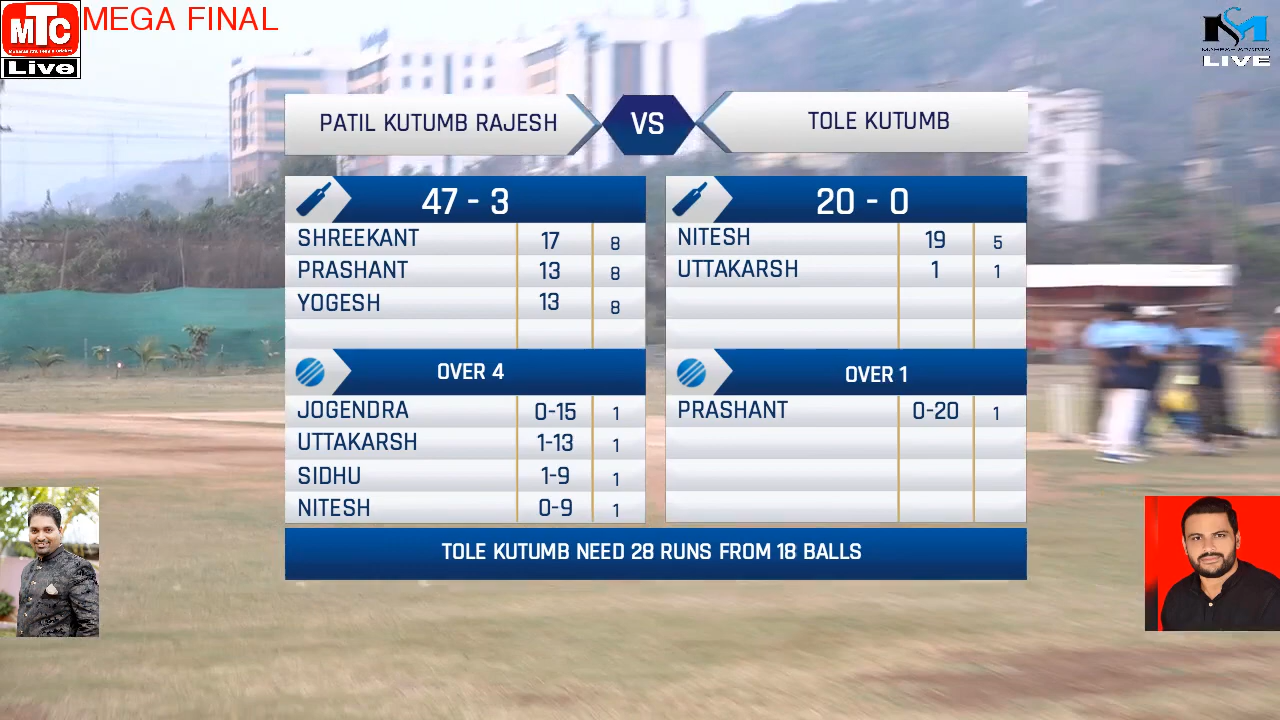 MTC
Live
MEGA FINAL
SM
LIVE
PATIL KUTUMB RAJESH
VS
TOLE KUTUMB
47 - 3
SHREEKANT 17 8
PRASHANT 13 8
YOGESH 13 8
OVER 4
JOGENDRA 0-15 1
UTTAKARSH 1-13 1
SIDHU 1-9 1
NITESH 0-9 1
20 - 0
NITESH 19 5
UTTAKARSH 1 1
OVER 1
PRASHANT 0-20 1
TOLE KUTUMB NEED 28 RUNS FROM 18 BALLS